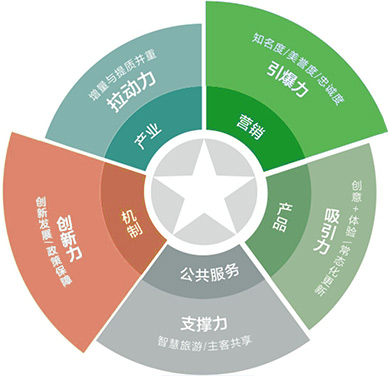 知名度/美誉度/忠诚度
引爆力
营销
创意+体验/常态化更新
吸引力
产品
公共服务
支撑力
智慧旅游/主客共享
机制
创新力
创新发展/政策保障
增量与提质并重
拉动力
产业